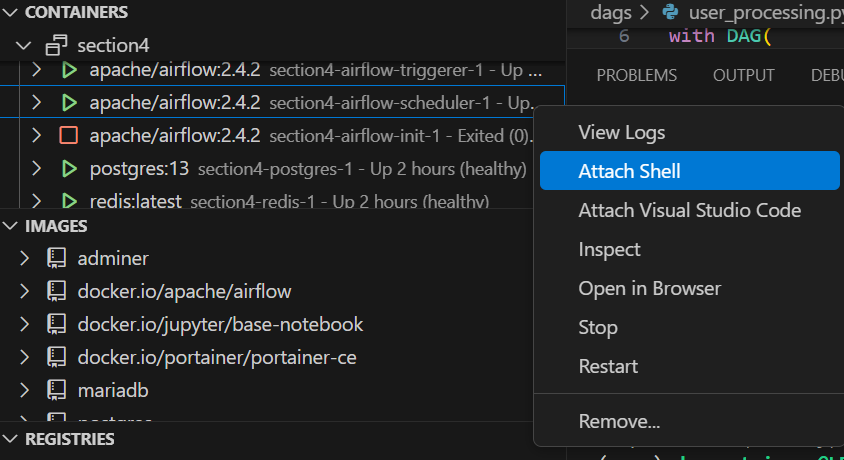 CONTAINERS
section4
apache/airflow:2.4.2 section4-airflow-triggerer-1 - Up ...
apache/airflow:2.4.2 section4-airflow-scheduler-1 - Up...
apache/airflow:2.4.2 section4-airflow-init-1 - Exited (0)...
postgres:13 section4-postgres-1 - Up 2 hours (healthy)
redis:latest section4-redis-1 - Up 2 hours (healthy)
IMAGES
adminer
docker.io/apache/airflow
docker.io/jupyter/base-notebook
docker.io/portainer/portainer-ce
mariadb
postgres
REGISTRIES
dags > user_processing.py
6 with DAG(
PROBLEMS OUTPUT DEBU
View Logs
Attach Shell
Attach Visual Studio Code
Inspect
Open in Browser
Stop
Restart
Remove...